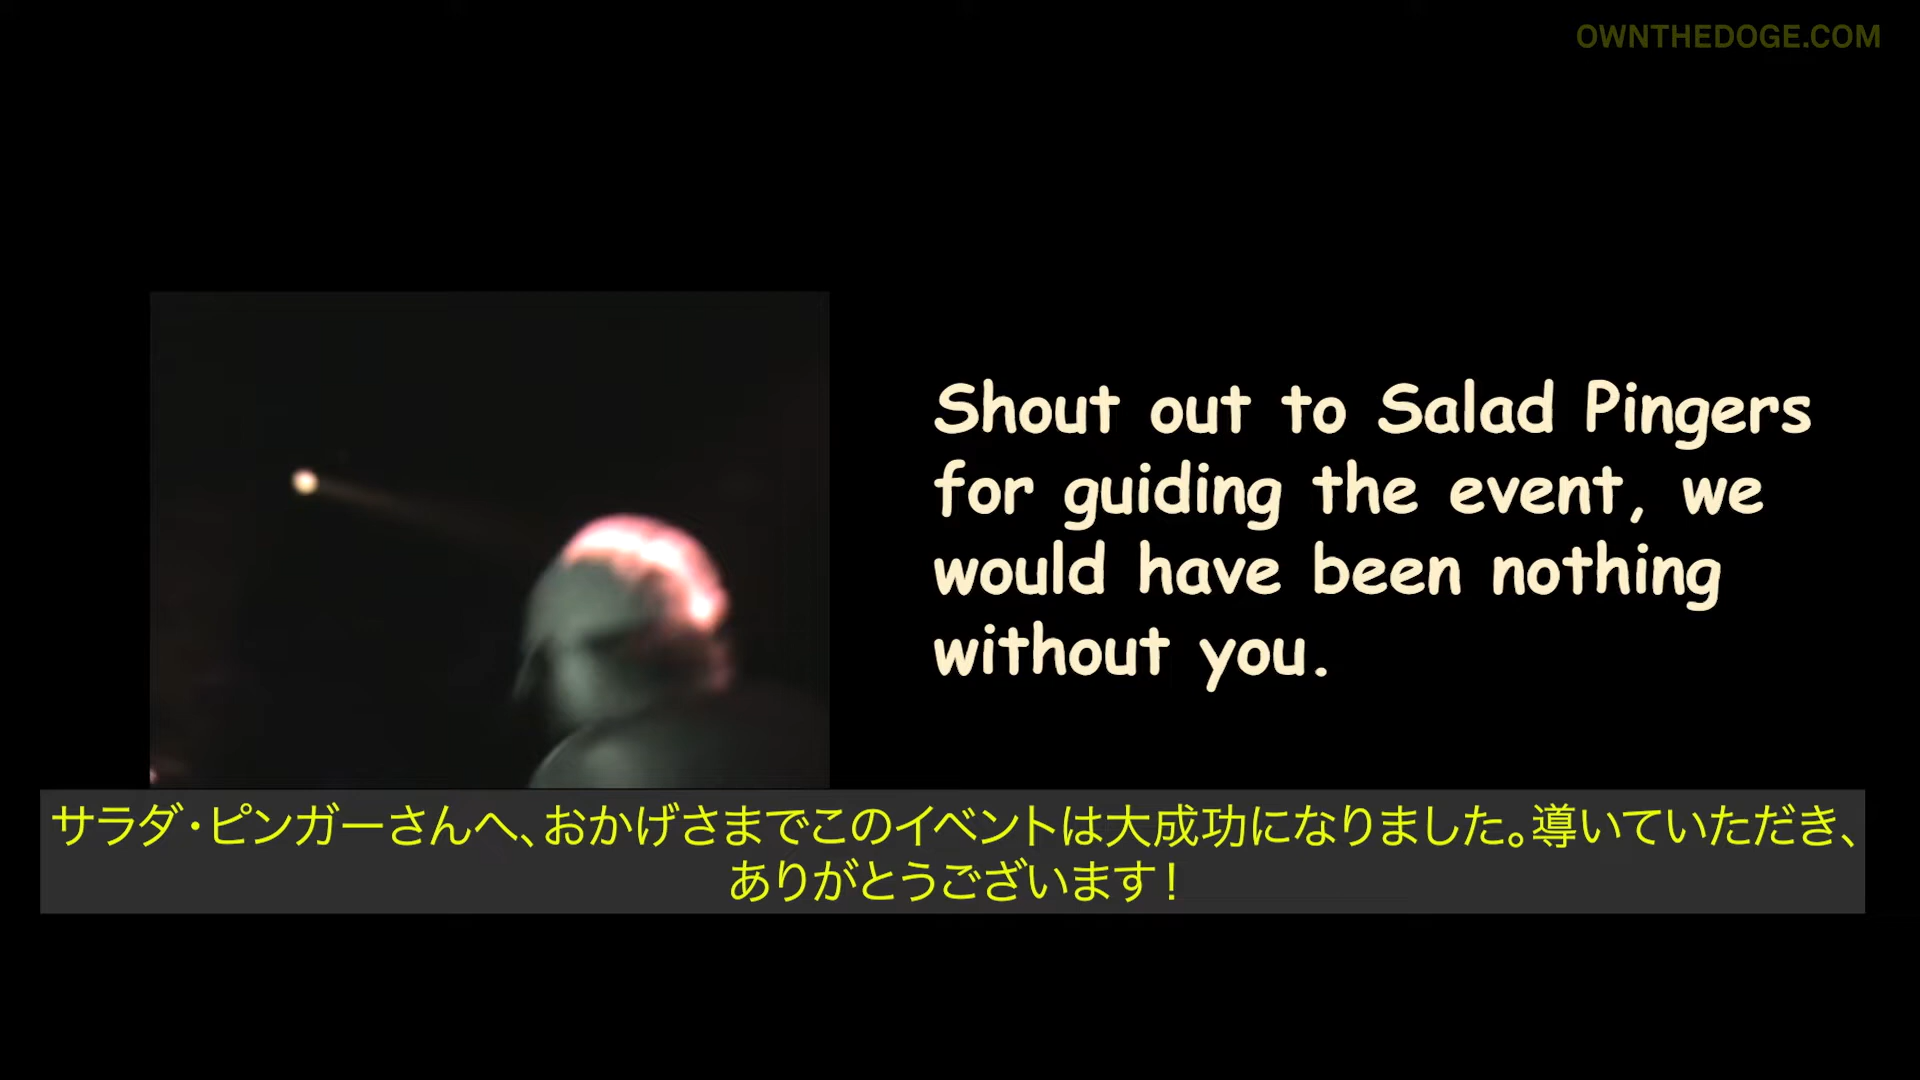 OWNTHEDOGE.COM
Shout out to Salad Pingers
for guiding the event, we
would have been nothing
without you.
サラダ・ピンガーさんへ、おかげさまでこのイベントは大成功になりました。導いていただき、
ありがとうございます!